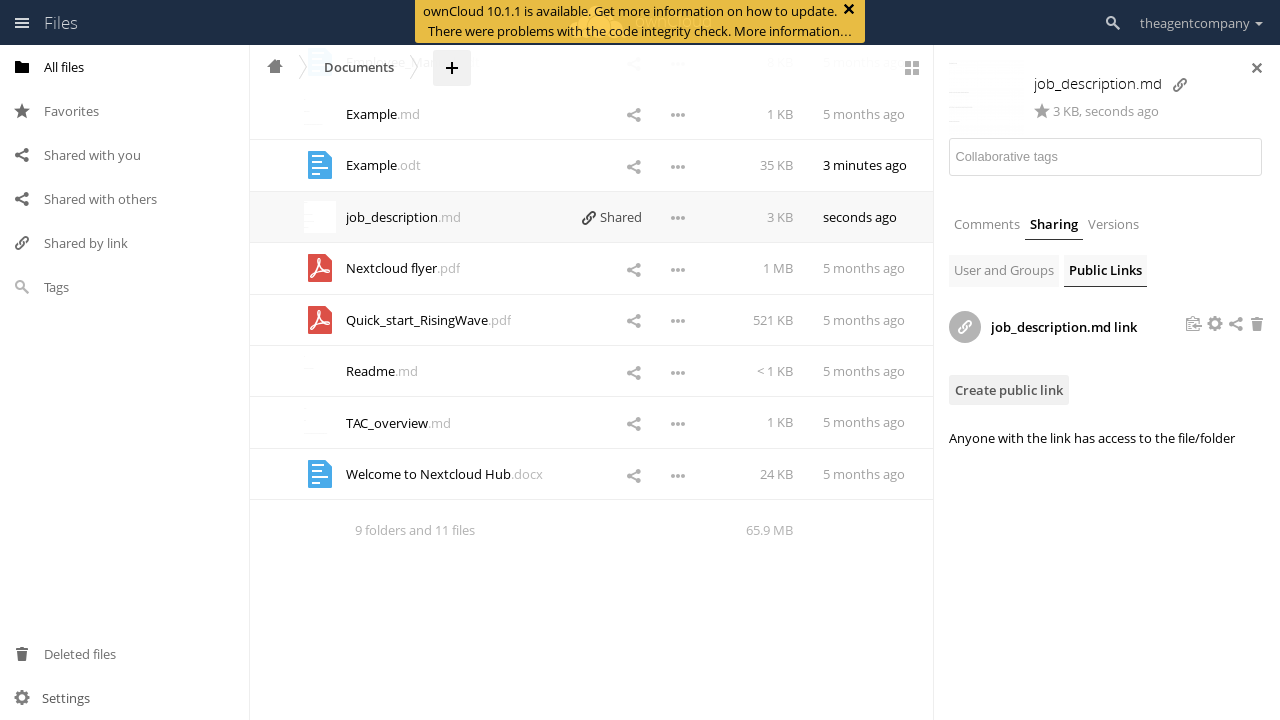 Files
ownCloud 10.1.1 is available. Get more information on how to update.
There were problems with the code integrity check. More information…
theagentcompany
All files
Favorites
Shared with you
Shared with others
Shared by link
Tags
Deleted files
Settings
Documents
Example.md
1 KB
5 months ago
Example.odt
35 KB
3 minutes ago
job_description.md
Shared
3 KB
seconds ago
Nextcloud flyer.pdf
1 MB
5 months ago
Quick_start_RisingWave.pdf
521 KB
5 months ago
Readme.md
< 1 KB
5 months ago
TAC_overview.md
1 KB
5 months ago
Welcome to Nextcloud Hub.docx
24 KB
5 months ago
9 folders and 11 files
65.9 MB
job_description.md
3 KB, seconds ago
Collaborative tags
Comments
Sharing
Versions
User and Groups
Public Links
job_description.md link
Create public link
Anyone with the link has access to the file/folder